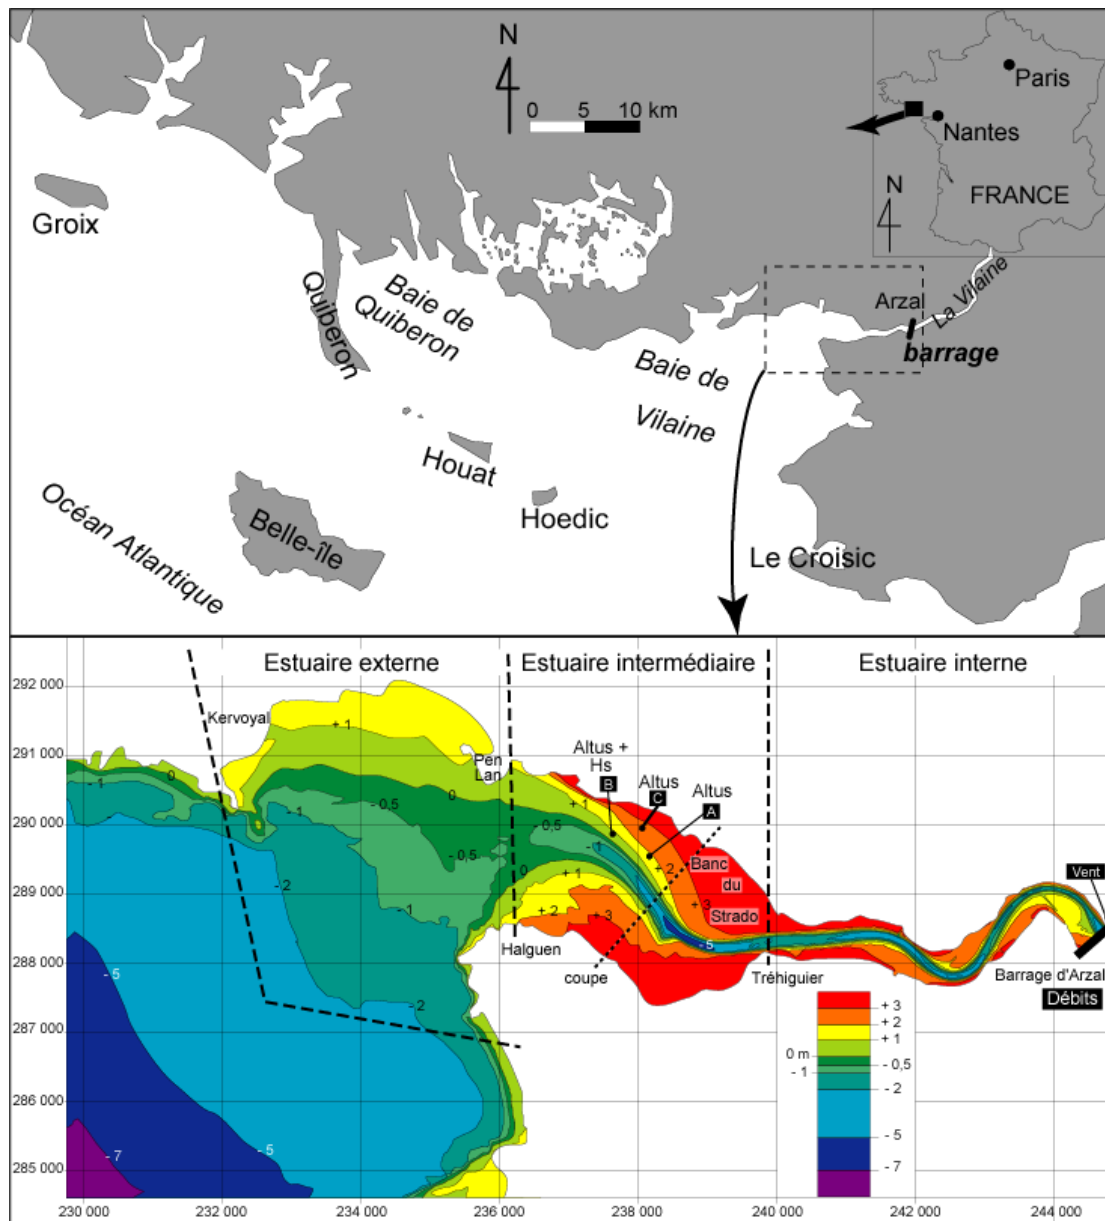 N
0 5 10 km
Paris
Nantes
N
FRANCE
Groix
Quiberon
Baie de
Quiberon
Arzal
La Vilaine
barrage
Baie de
Vilaine
Houat
Hoedic
Belle-île
Océan Atlantique
Le Croisic
Estuaire externe
Estuaire intermédiaire
Estuaire interne
292 000
291 000
290 000
289 000
288 000
287 000
286 000
285 000
Kervoyal
+ 1
Pen
Lan
Altus +
Hs
B
Altus
C
Altus
A
0
- 1
- 1
- 0,5
0
+ 1
- 0,5
- 1
- 0,5
0
+ 1
+ 2
Banc
du
Strado
- 2
- 1
+ 2
+ 3
+ 3
- 5
Halguen
coupe
Tréhiguier
Vent
Barrage d'Arzal
Débits
- 5
- 2
- 5
- 7
+ 3
+ 2
+ 1
0 m
- 0,5
- 1
- 2
- 5
- 7
230 000 232 000 234 000 236 000 238 000 240 000 242 000 244 000